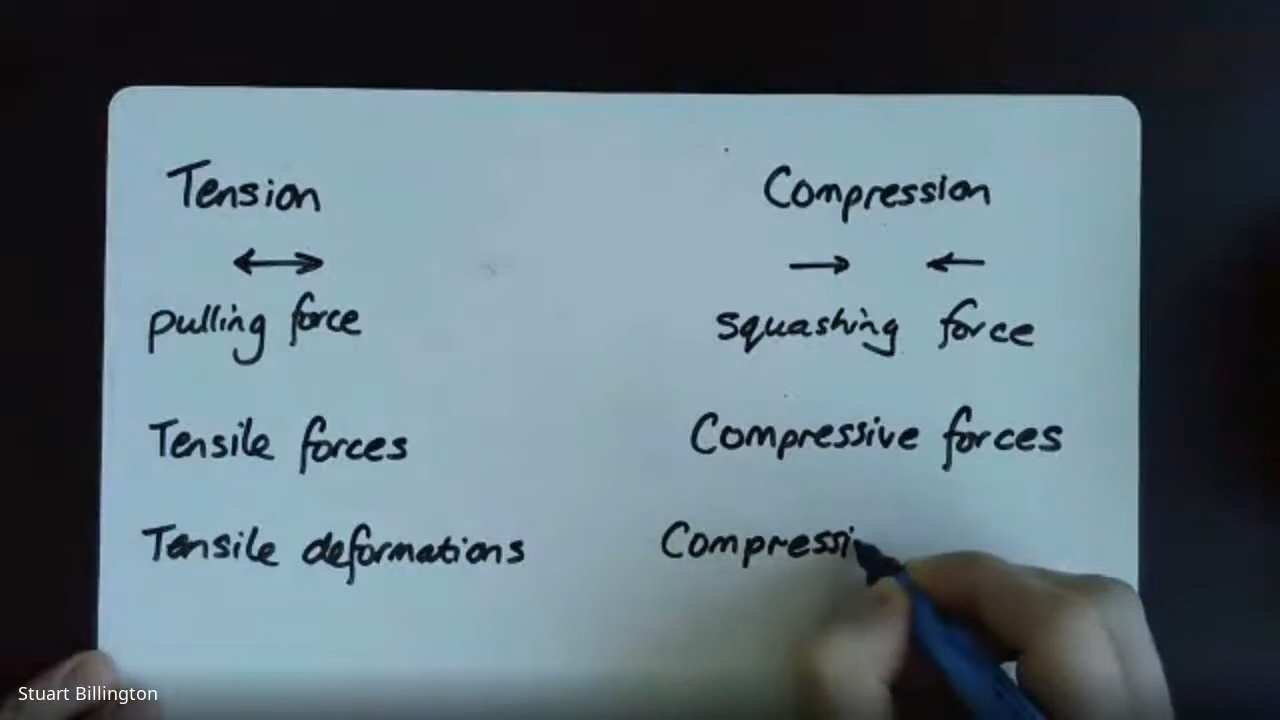 Tension
pulling force
Tensile forces
Tensile deformations
Compression
squashing force
Compressive forces
Compressi
Stuart Billington